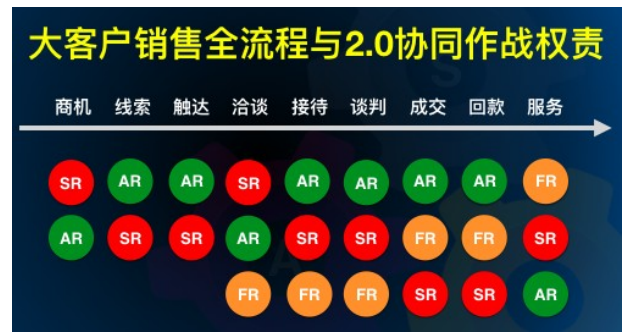 大客户销售全流程与2.0协同作战权责
商机 线索 触达 洽谈 接待 谈判 成交 回款 服务
SR AR AR SR AR AR AR AR FR
AR SR SR AR SR SR FR FR SR
FR FR FR SR SR AR